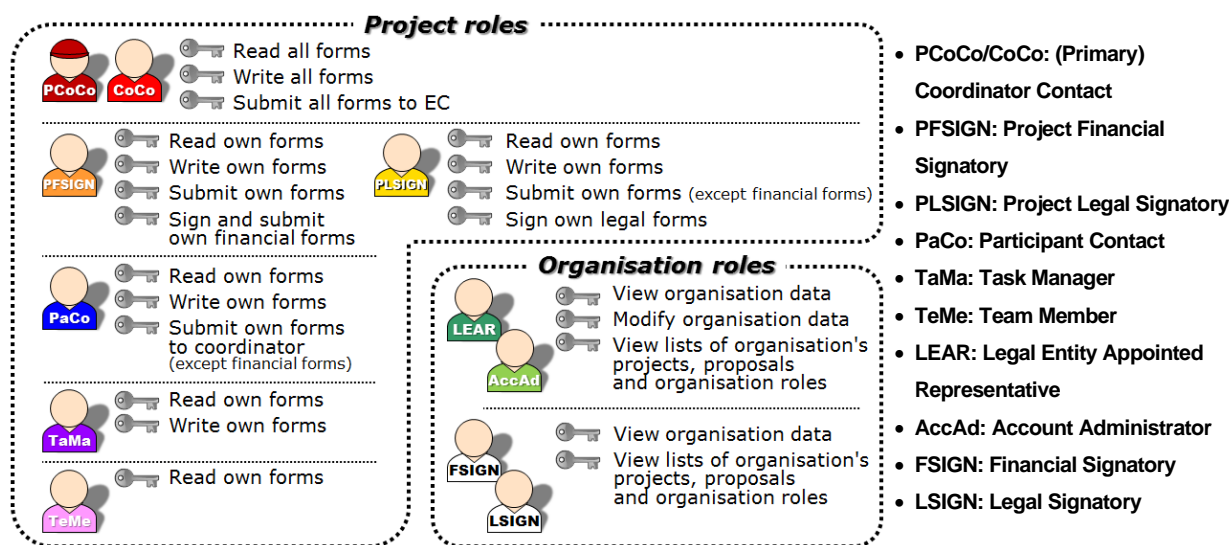 Project roles
PCoCo
CoCo
Read all forms
Write all forms
Submit all forms to EC
PFSIGN
Read own forms
Write own forms
Submit own forms
Sign and submit
own financial forms
PLSIGN
Read own forms
Write own forms
Submit own forms (except financial forms)
Sign own legal forms
PaCo
Read own forms
Write own forms
Submit own forms
to coordinator
(except financial forms)
TaMa
Read own forms
Write own forms
TeMe
Read own forms
Organisation roles
LEAR
AccAd
View organisation data
Modify organisation data
View lists of organisation's
projects, proposals
and organisation roles
FSIGN
LSIGN
View organisation data
View lists of organisation's
projects, proposals
and organisation roles
• PCoCo/CoCo: (Primary)
Coordinator Contact
• PFSIGN: Project Financial
Signatory
• PLSIGN: Project Legal Signatory
• PaCo: Participant Contact
• TaMa: Task Manager
• TeMe: Team Member
• LEAR: Legal Entity Appointed
Representative
• AccAd: Account Administrator
• FSIGN: Financial Signatory
• LSIGN: Legal Signatory